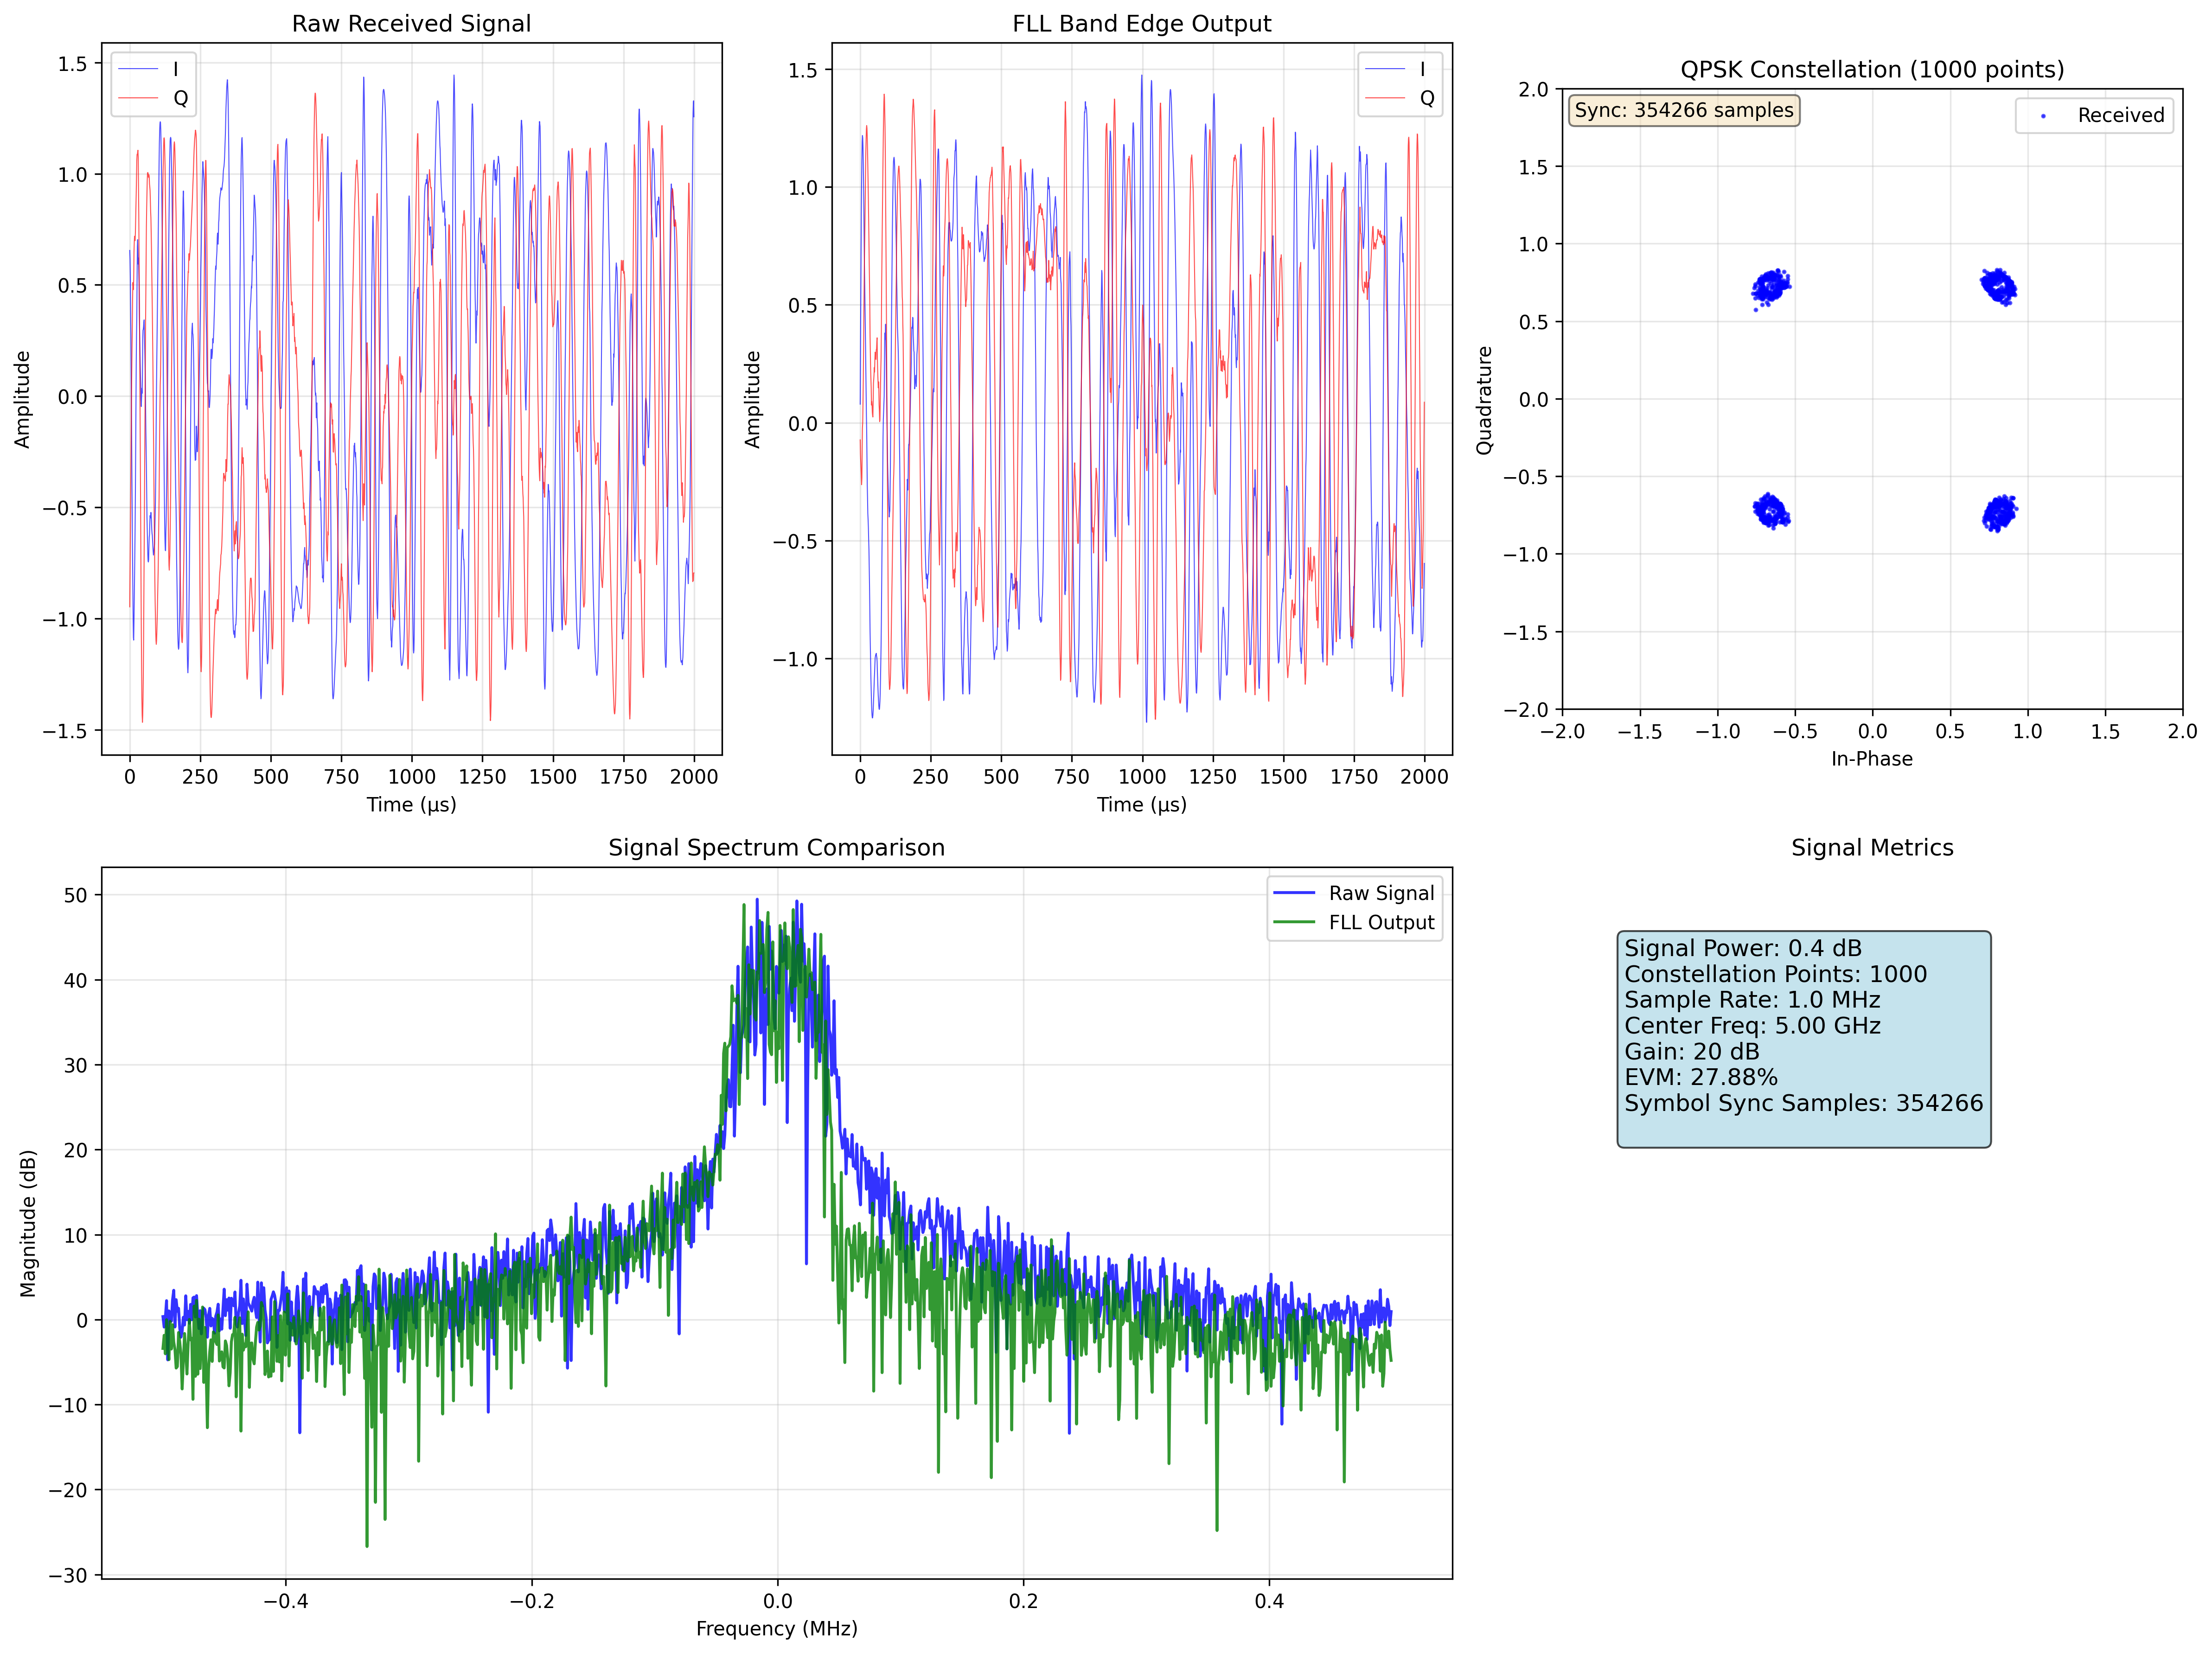 Raw Received Signal
I
Q
1.5
1.0
0.5
0.0
−0.5
−1.0
−1.5
Amplitude
0 250 500 750 1000 1250 1500 1750 2000
Time (µs)
FLL Band Edge Output
I
Q
1.5
1.0
0.5
0.0
−0.5
−1.0
Amplitude
0 250 500 750 1000 1250 1500 1750 2000
Time (µs)
QPSK Constellation (1000 points)
Sync: 354266 samples
Received
2.0
1.5
1.0
0.5
0.0
−0.5
−1.0
−1.5
−2.0
Quadrature
−2.0 −1.5 −1.0 −0.5 0.0 0.5 1.0 1.5 2.0
In-Phase
Signal Spectrum Comparison
Raw Signal
FLL Output
50
40
30
20
10
0
−10
−20
−30
Magnitude (dB)
−0.4 −0.2 0.0 0.2 0.4
Frequency (MHz)
Signal Metrics
Signal Power: 0.4 dB
Constellation Points: 1000
Sample Rate: 1.0 MHz
Center Freq: 5.00 GHz
Gain: 20 dB
EVM: 27.88%
Symbol Sync Samples: 354266